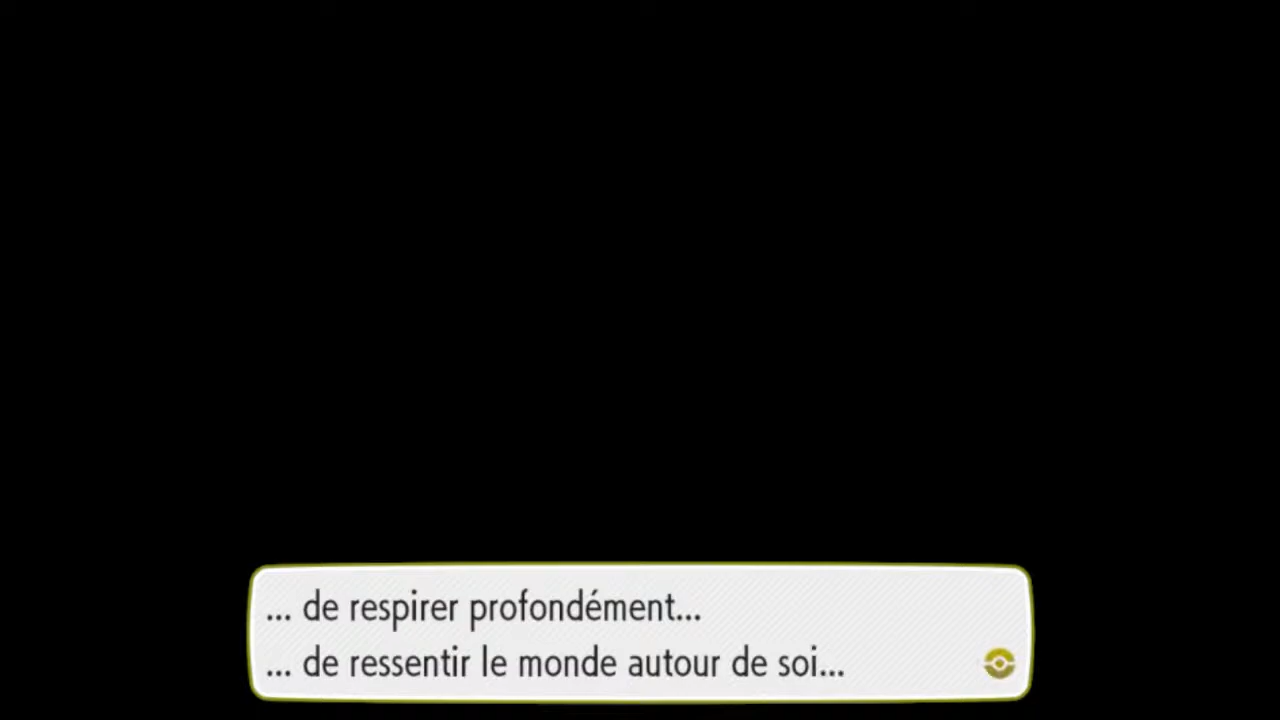 ... de respirer profondément...
... de ressentir le monde autour de soi...